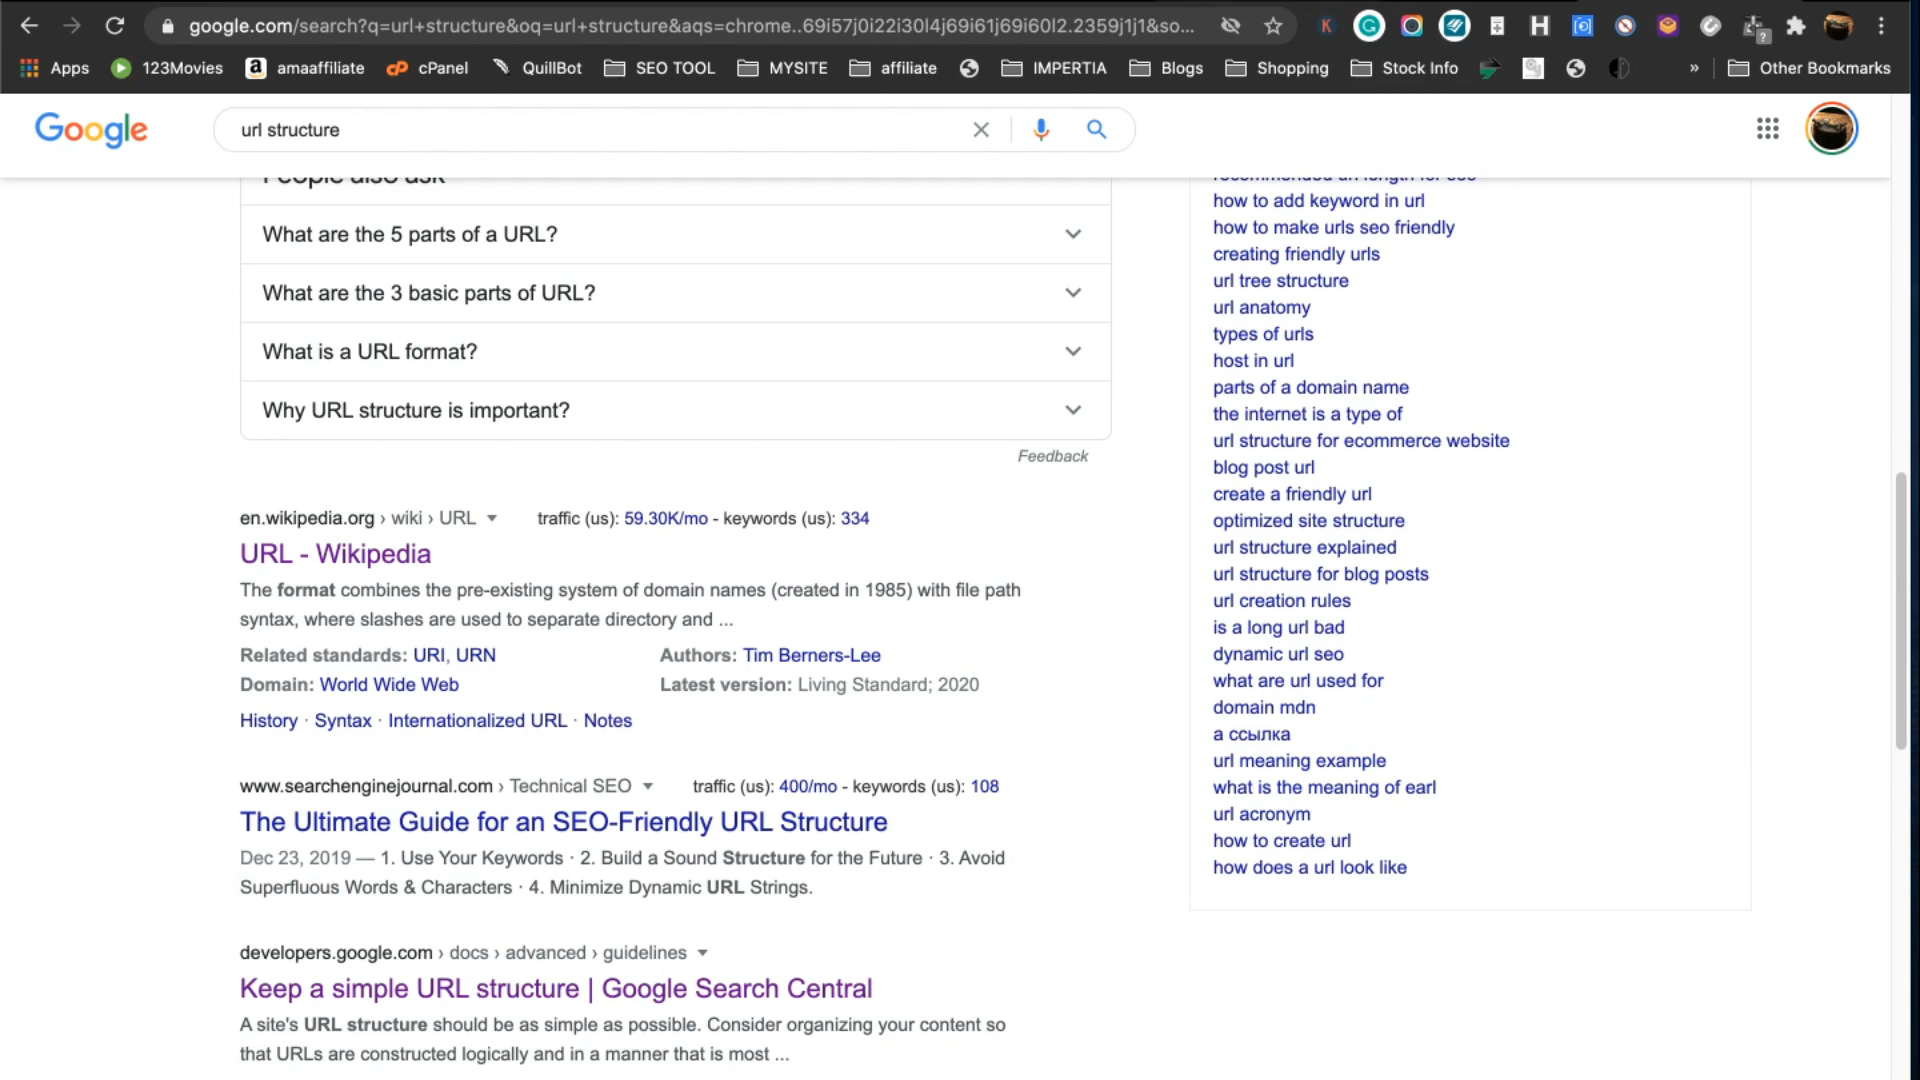 google.com/search?q=url+structure&oq=url+structure&aqs=chrome..69i57j0i22i30l4j69i61j69i60l2.2359j1j1&so...
Apps 123Movies amaaffiliate cPanel QuillBot SEO TOOL MYSITE affiliate IMPERTIA Blogs Shopping Stock Info » Other Bookmarks
Google
url structure
People also ask
What are the 5 parts of a URL?
What are the 3 basic parts of URL?
What is a URL format?
Why URL structure is important?
Feedback
en.wikipedia.org › wiki › URL traffic (us): 59.30K/mo - keywords (us): 334
URL - Wikipedia
The format combines the pre-existing system of domain names (created in 1985) with file path
syntax, where slashes are used to separate directory and ...
Related standards: URI, URN Authors: Tim Berners-Lee
Domain: World Wide Web Latest version: Living Standard; 2020
History · Syntax · Internationalized URL · Notes
www.searchenginejournal.com › Technical SEO traffic (us): 400/mo - keywords (us): 108
The Ultimate Guide for an SEO-Friendly URL Structure
Dec 23, 2019 — 1. Use Your Keywords · 2. Build a Sound Structure for the Future · 3. Avoid
Superfluous Words & Characters · 4. Minimize Dynamic URL Strings.
developers.google.com › docs › advanced › guidelines
Keep a simple URL structure | Google Search Central
A site's URL structure should be as simple as possible. Consider organizing your content so
that URLs are constructed logically and in a manner that is most ...
recommended url length for seo
how to add keyword in url
how to make urls seo friendly
creating friendly urls
url tree structure
url anatomy
types of urls
host in url
parts of a domain name
the internet is a type of
url structure for ecommerce website
blog post url
create a friendly url
optimized site structure
url structure explained
url structure for blog posts
url creation rules
is a long url bad
dynamic url seo
what are url used for
domain mdn
а ссылка
url meaning example
what is the meaning of earl
url acronym
how to create url
how does a url look like